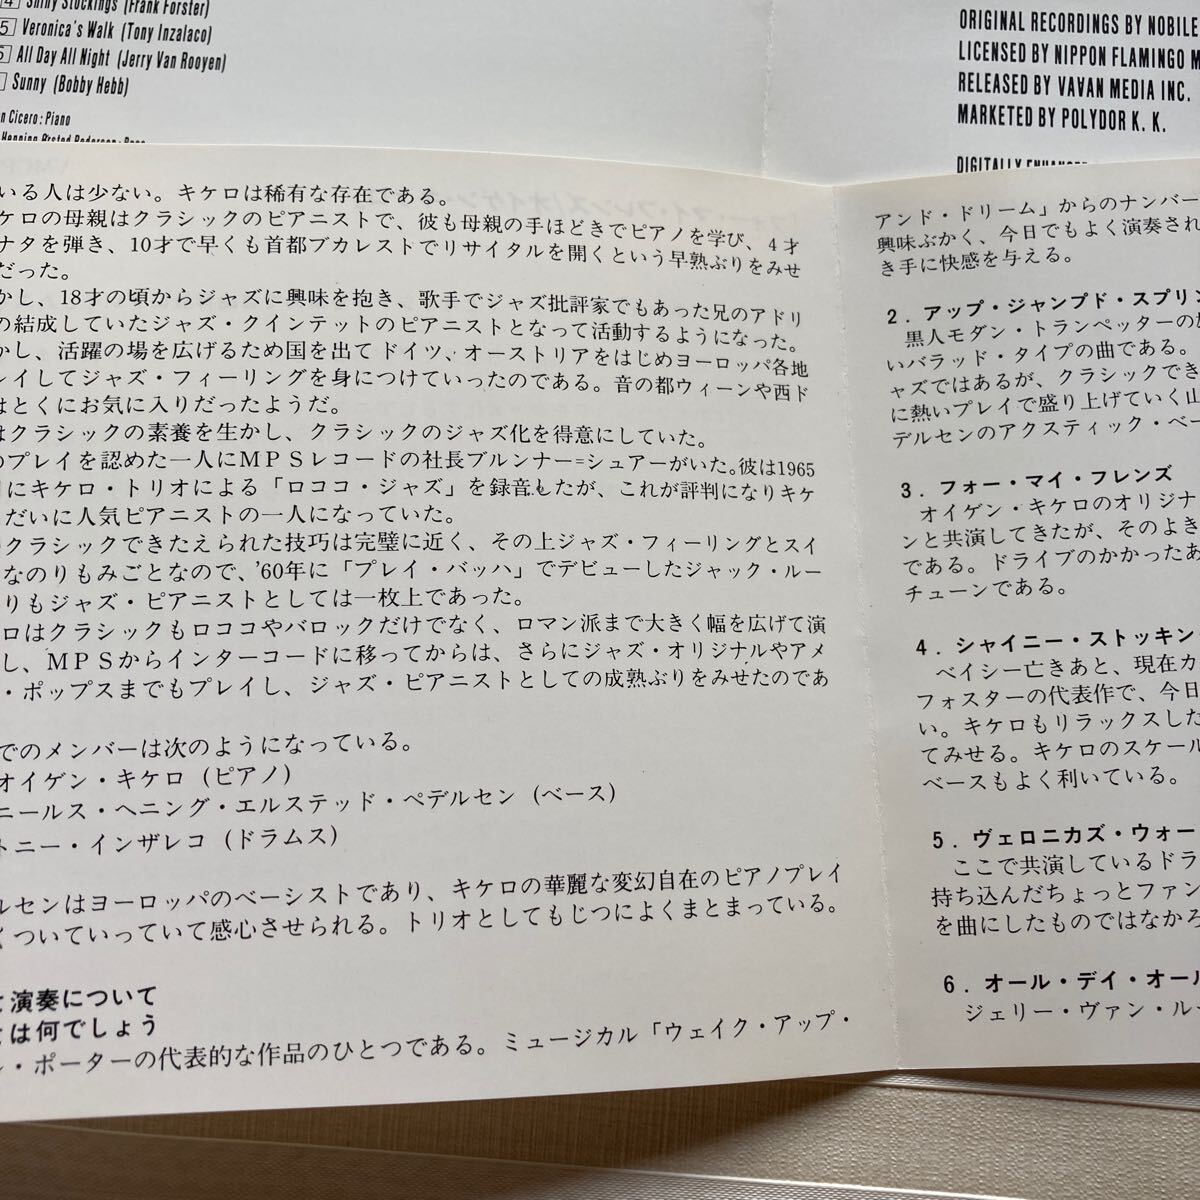 4 Shiny Stockings (Frank Forster)
5 Veronica's Walk (Tony Inzalaco)
6 All Day All Night (Jerry Van Rooyen)
Sunny (Bobby Hebb)
n Cicero : Piano
ORIGINAL RECORDINGS BY NOBILE
LICENSED BY NIPPON FLAMINGO M
RELEASED BY VAVAN MEDIA INC.
MARKETED BY POLYDOR K. K.
DIGITALLY ENHANCED
いる人は少ない。キケロは稀有な存在である。
ケロの母親はクラシックのピアニストで、彼も母親の手ほどきでピアノを学び、4才
ナタを弾き、10才で早くも首都ブカレストでリサイタルを開くという早熟ぶりをみせ
だった。
かし、18才の頃からジャズに興味を抱き、歌手でジャズ批評家でもあった兄のアドリ
の結成していたジャズ・クインテットのピアニストとなって活動するようになった。
かし、活躍の場を広げるため国を出てドイツ、オーストリアをはじめヨーロッパ各地
レイしてジャズ・フィーリングを身につけていったのである。音の都ウィーンや西ド
はとくにお気に入りだったようだ。
はクラシックの素養を生かし、クラシックのジャズ化を得意にしていた。
のプレイを認めた一人にMPSレコードの社長ブルンナー=シュアーがいた。彼は1965
にキケロ・トリオによる「ロココ・ジャズ」を録音したが、これが評判になりキケ
だいに人気ピアニストの一人になっていた。
クラシックできたえられた技巧は完璧に近く、その上ジャズ・フィーリングとスイ
なのりもみごとなので、'60年に「プレイ・バッハ」でデビューしたジャック・ルー
りもジャズ・ピアニストとしては一枚上であった。
ロはクラシックもロココやバロックだけでなく、ロマン派まで大きく幅を広げて演
し、MPSからインターコードに移ってからは、さらにジャズ・オリジナルやアメ
・ポップスまでもプレイし、ジャズ・ピアニストとしての成熟ぶりをみせたのであ
でのメンバーは次のようになっている。
オイゲン・キケロ(ピアノ)
ニールス・ヘニング・エルステッド・ペデルセン(ベース)
トニー・インザレコ(ドラムス)
ルセンはヨーロッパのベーシストであり、キケロの華麗な変幻自在のピアノプレイ
くついていっていて感心させられる。トリオとしてもじつによくまとまっている。
と演奏について
とは何でしょう
ル・ポーターの代表的な作品のひとつである。ミュージカル「ウェイク・アップ・
アンド・ドリーム」からのナンバー
興味ぶかく、今日でもよく演奏され
き手に快感を与える。
2. アップ・ジャンプド・スプリン
黒人モダン・トランペッターの
いバラッド・タイプの曲である。
ャズではあるが、クラシックでき
に熱いプレイで盛り上げていく山
デルセンのアクスティック・ベー
3. フォー・マイ・フレンズ
オイゲン・キケロのオリジナ
ンと共演してきたが、そのよき
である。ドライブのかかったあ
チューンである。
4. シャイニー・ストッキン
ベイシー亡きあと、現在カ
フォスターの代表作で、今日
い。キケロもリラックスした
てみせる。キケロのスケール
ベースもよく利いている。
5. ヴェロニカズ・ウォー
ここで共演しているドラ
持ち込んだちょっとファン
を曲にしたものではなかろ
6. オール・デイ・オール
ジェリー・ヴァン・ルー